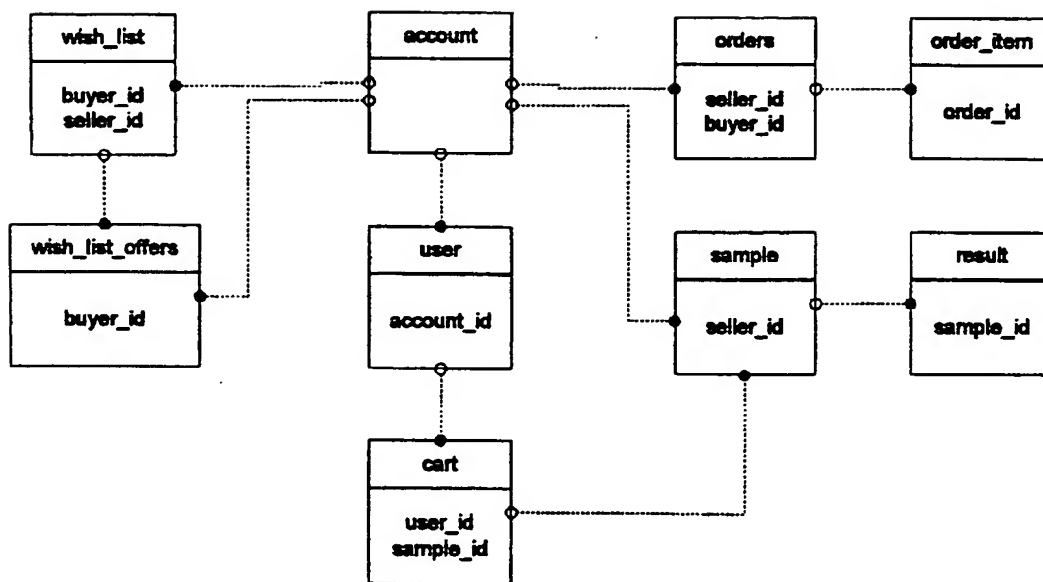 wish_list
buyer_id
seller_id
account
orders
seller_id
buyer_id
order_item
order_id
wish_list_offers
buyer_id
user
account_id
sample
seller_id
result
sample_id
cart
user_id
sample_id